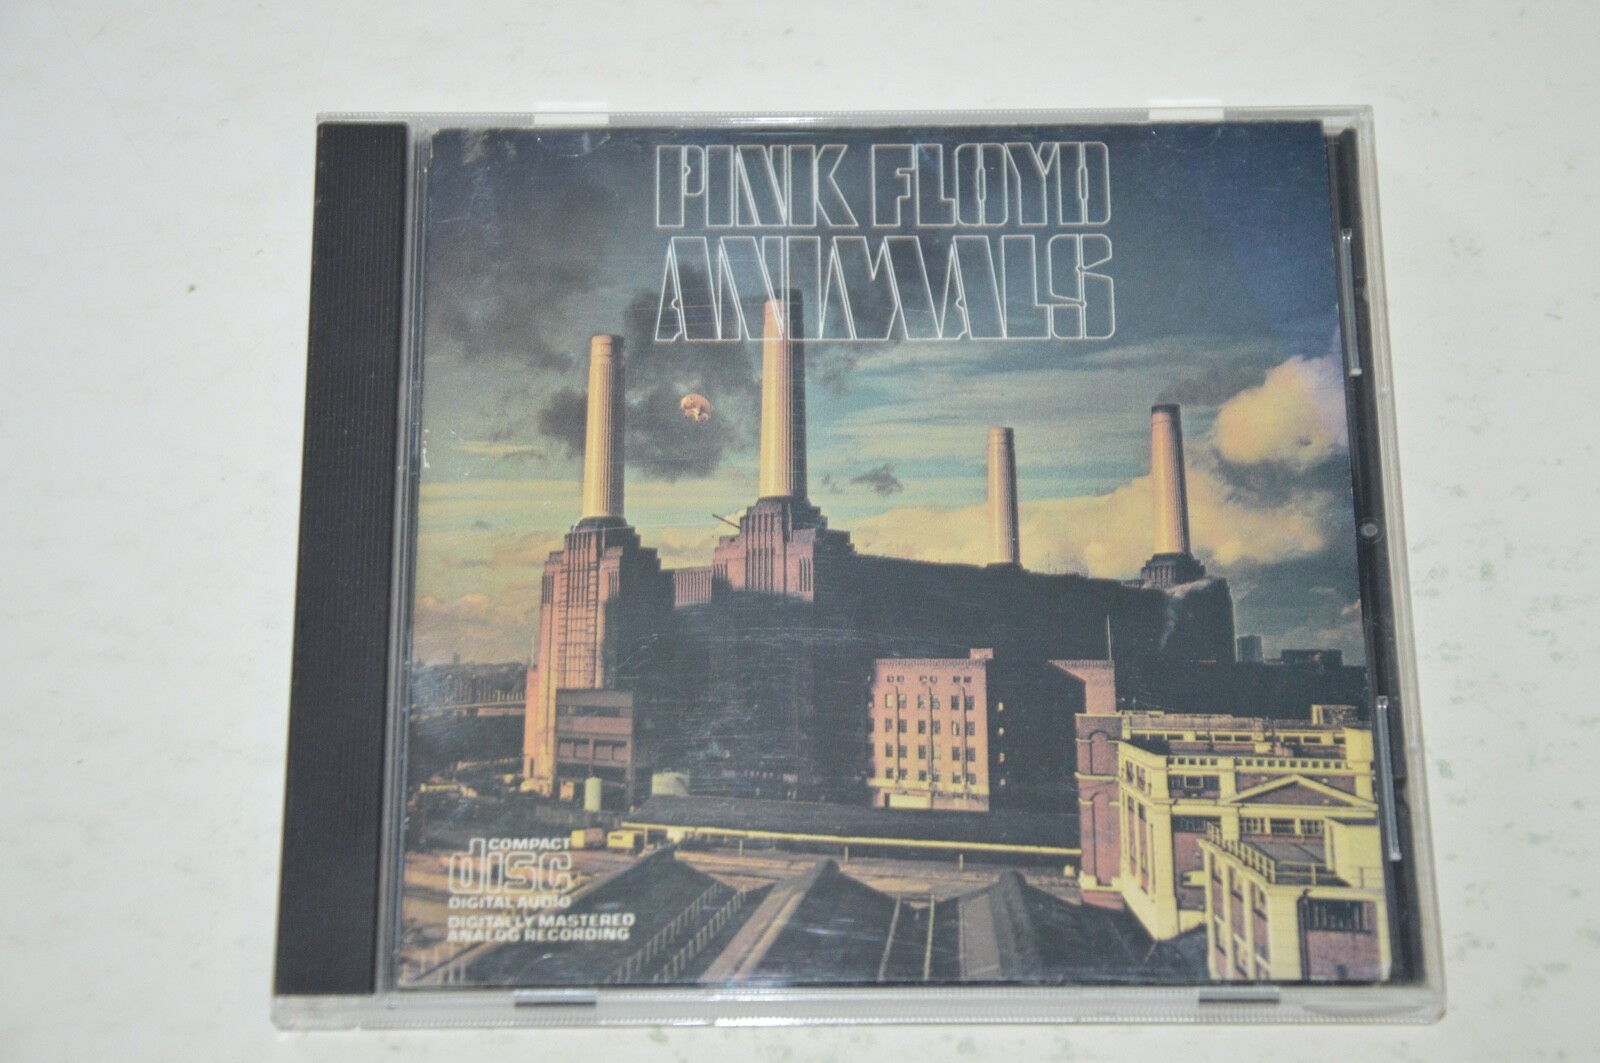 PINK FLOYD
ANIMALS
COMPACT
disc
DIGITAL AUDIO
DIGITALLY MASTERED
ANALOG RECORDING